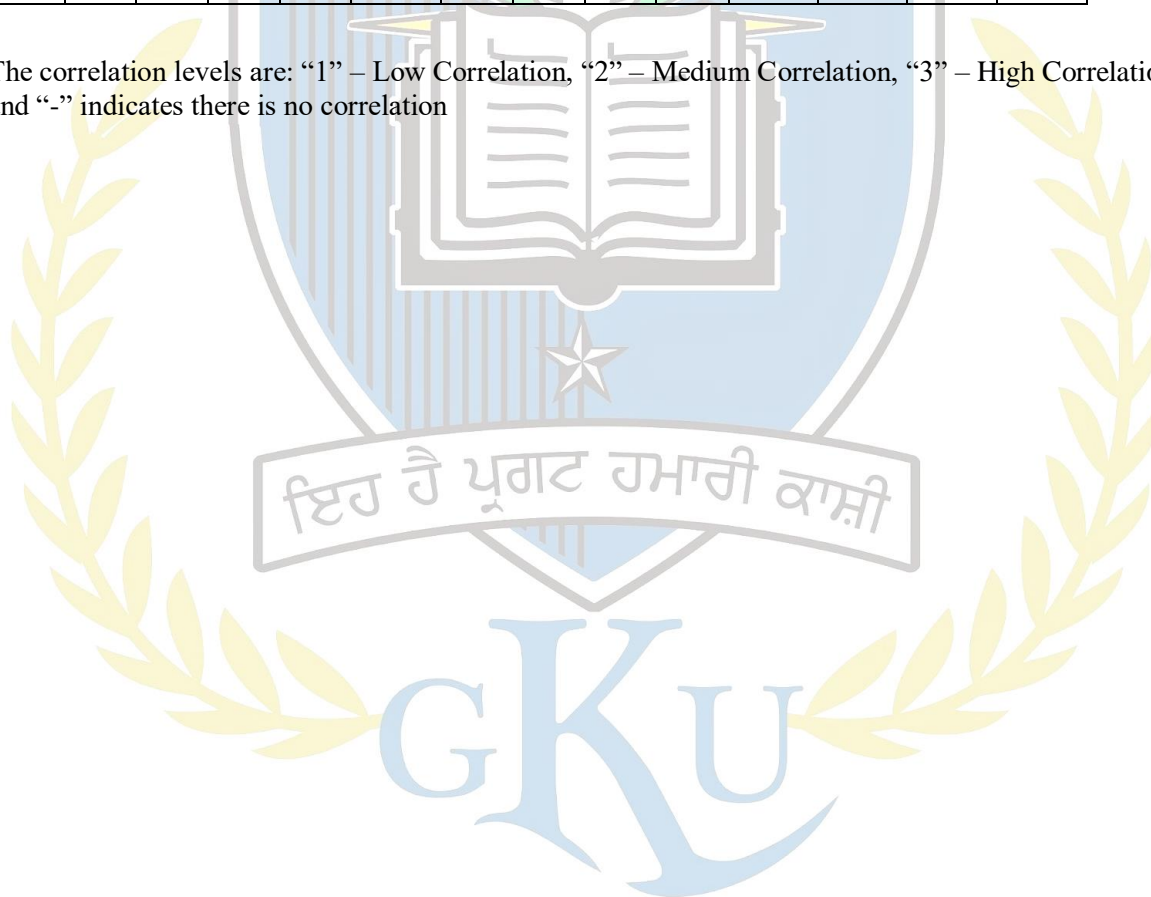 The correlation levels are: “1” – Low Correlation, “2” – Medium Correlation, “3” – High Correlatio
nd “-” indicates there is no correlation
ਇਹ ਹੈ ਪ੍ਰਗਟ ਹਮਾਰੀ ਕਾਸ਼ੀ
GKU